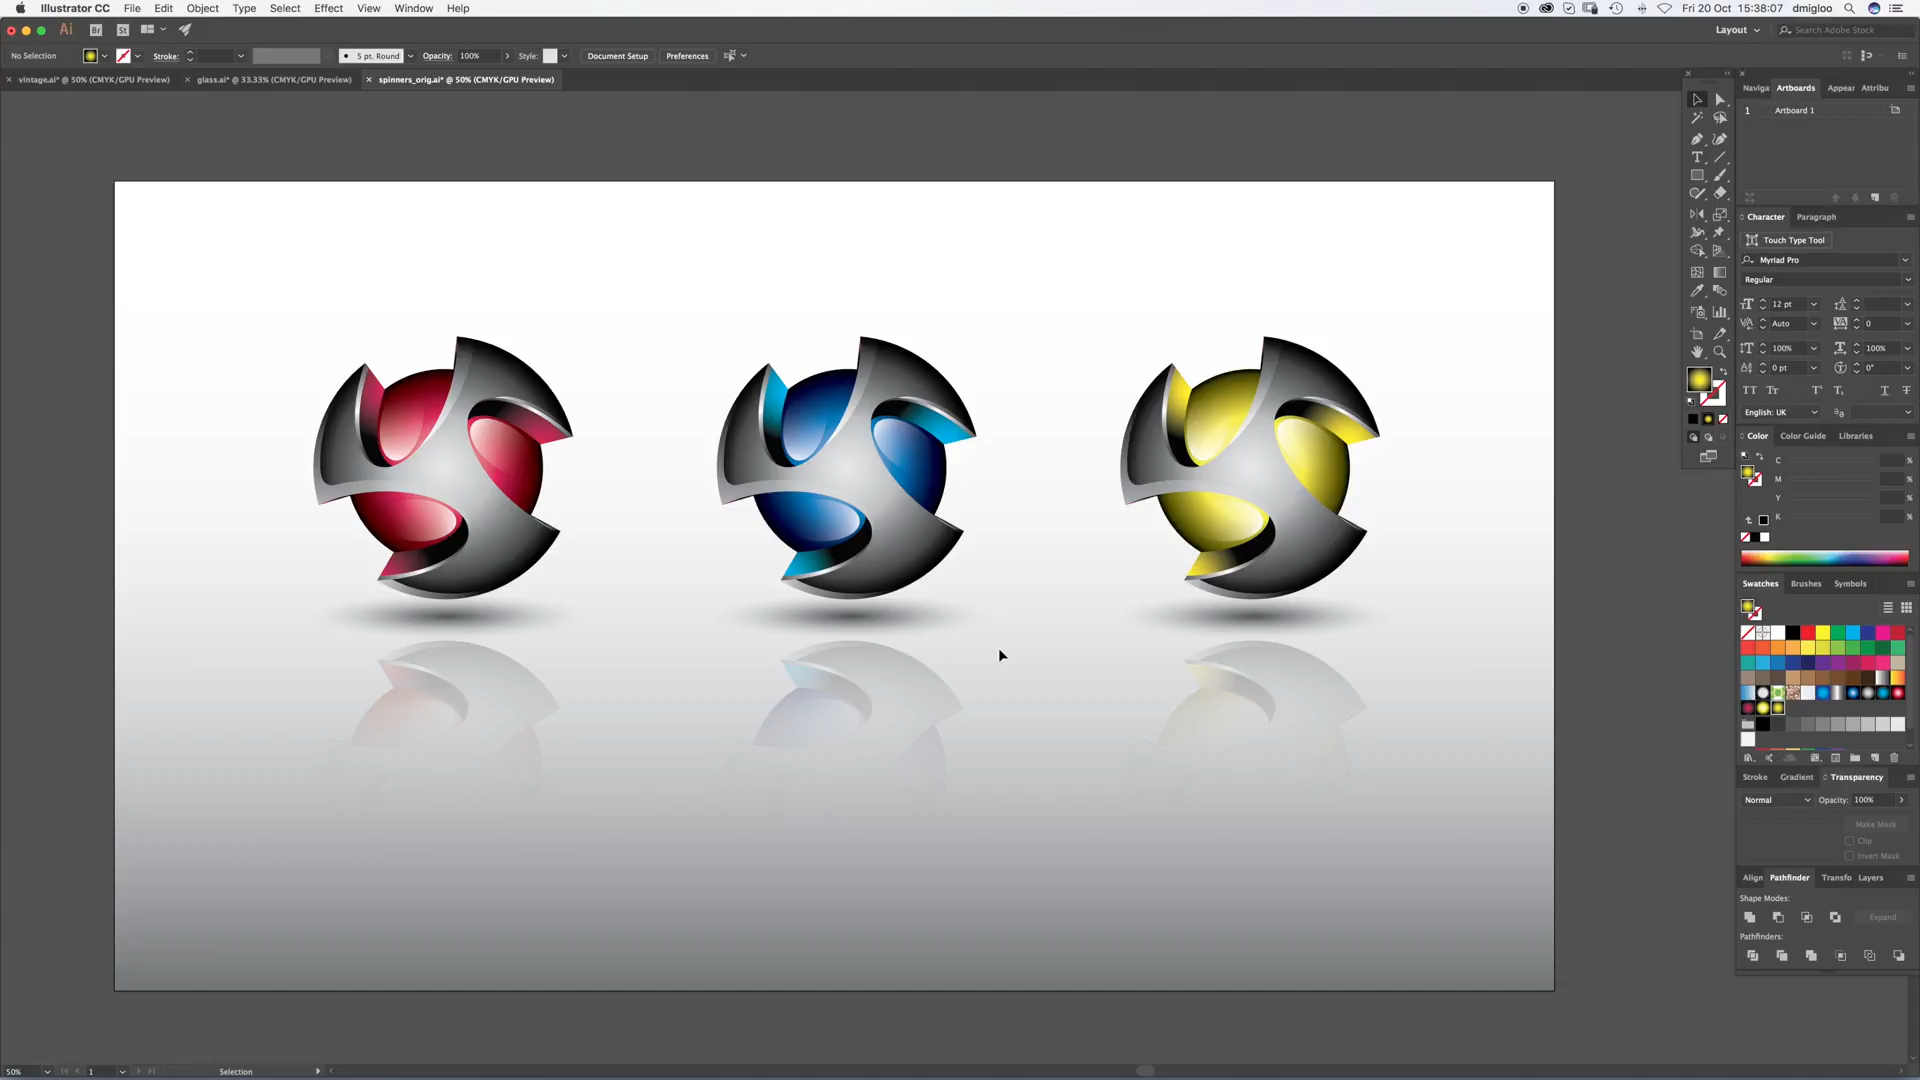 Illustrator CC File Edit Object Type Select Effect View Window Help Fri 20 Oct 15:38:07 dmigloo
Ai Br St Layout Search Adobe Stock
No Selection Stroke: 5 pt. Round Opacity: 100% Style: Document Setup Preferences
vintage.ai* @ 50% (CMYK/GPU Preview) glass.ai* @ 33.33% (CMYK/GPU Preview) spinners_orig.ai* @ 50% (CMYK/GPU Preview)
Naviga Artboards Appear Attribu
1 Artboard 1
Character Paragraph
Touch Type Tool
Myriad Pro
Regular
12 pt
Auto 0
100% 100%
0 pt 0°
English: UK
Color Color Guide Libraries
C %
M %
Y %
K %
Swatches Brushes Symbols
Stroke Gradient Transparency
Normal Opacity: 100%
Make Mask
Clip
Invert Mask
Align Pathfinder Transfo Layers
Shape Modes:
Expand
Pathfinders:
50% 1 Selection